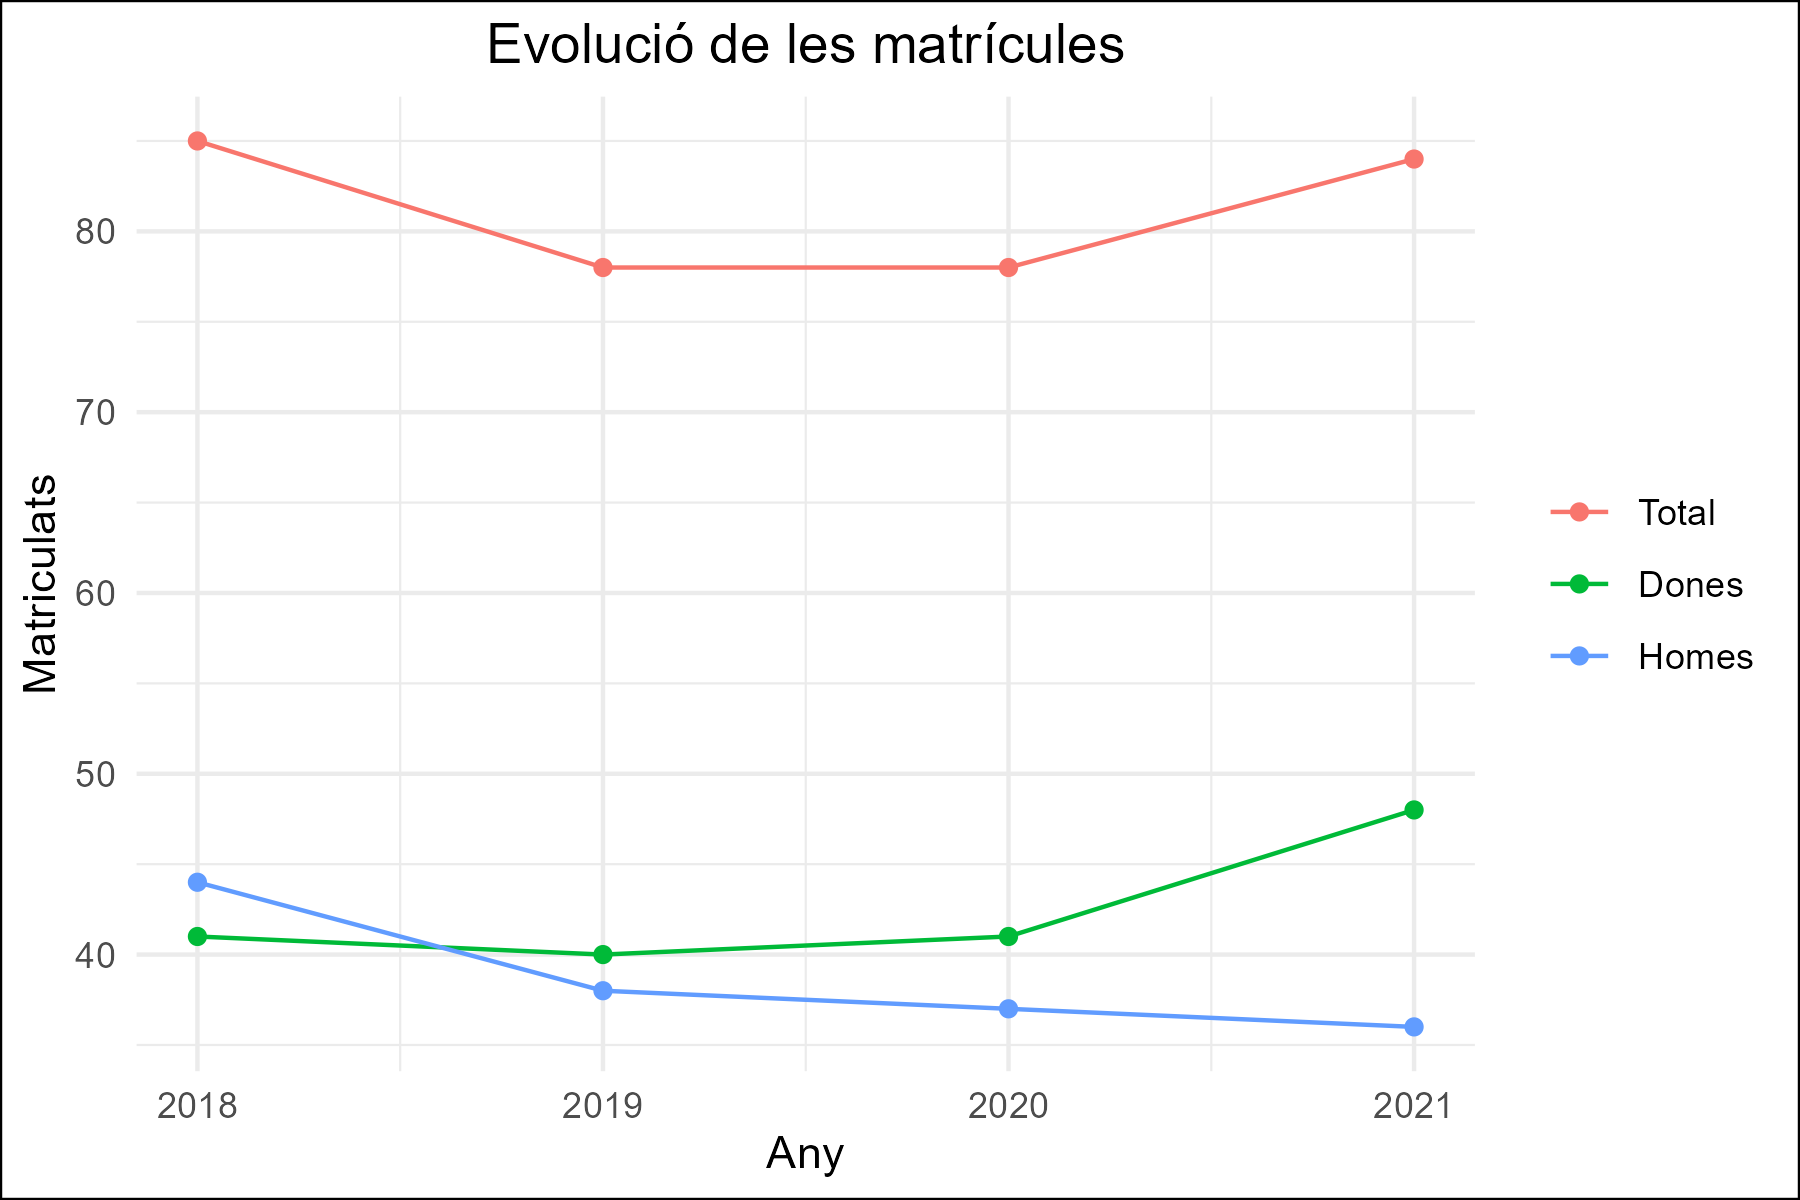 Evolució de les matrícules
80
70
60
50
40
Matriculats
2018
2019
2020
2021
Any
Total
Dones
Homes